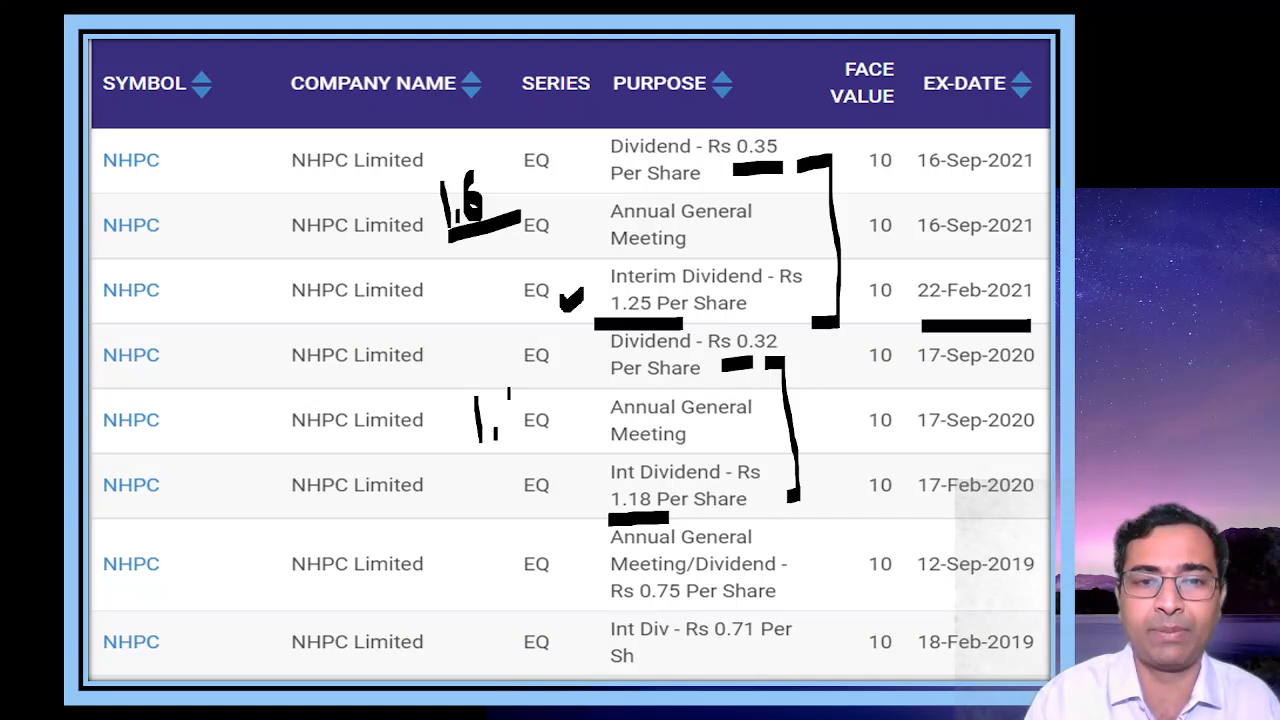 SYMBOL COMPANY NAME SERIES PURPOSE FACE VALUE EX-DATE
NHPC NHPC Limited EQ Dividend - Rs 0.35 Per Share 10 16-Sep-2021
1.6
NHPC NHPC Limited EQ Annual General Meeting 10 16-Sep-2021
NHPC NHPC Limited EQ Interim Dividend - Rs 1.25 Per Share 10 22-Feb-2021
NHPC NHPC Limited EQ Dividend - Rs 0.32 Per Share 10 17-Sep-2020
1.
NHPC NHPC Limited EQ Annual General Meeting 10 17-Sep-2020
NHPC NHPC Limited EQ Int Dividend - Rs 1.18 Per Share 10 17-Feb-2020
NHPC NHPC Limited EQ Annual General Meeting/Dividend - Rs 0.75 Per Share 10 12-Sep-2019
NHPC NHPC Limited EQ Int Div - Rs 0.71 Per Sh 10 18-Feb-2019